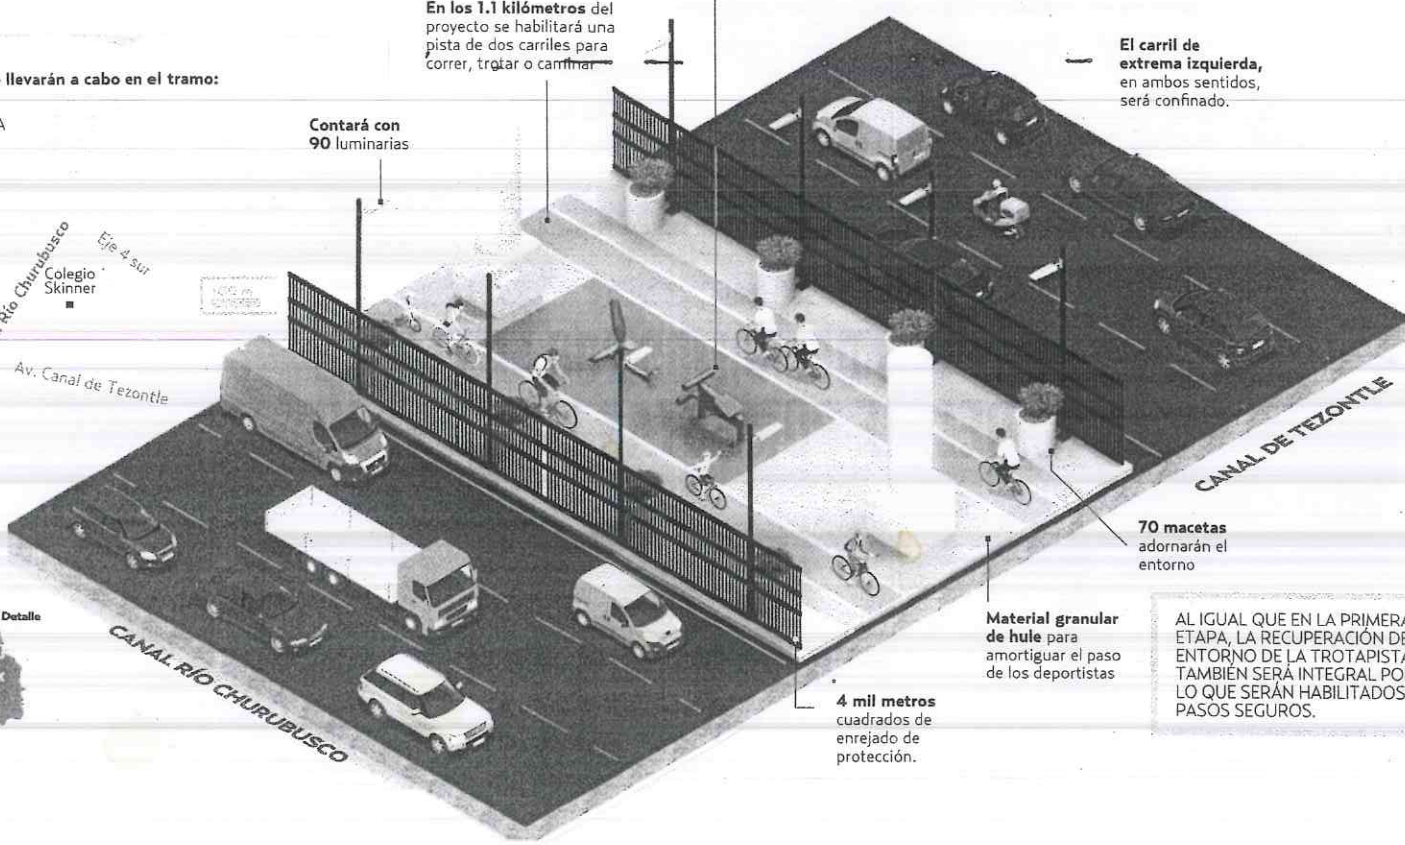 En los 1.1 kilómetros del
proyecto se habilitará una
pista de dos carriles para
correr, trotar o caminar
El carril de
extrema izquierda,
en ambos sentidos,
será confinado.
llevarán a cabo en el tramo:
Contará con
90 luminarias
Río Churubusco
Eje 4 sur
Colegio
Skinner
Av. Canal de Tezontle
CANAL DE TEZONTLE
70 macetas
adornarán el
entorno
Detalle
CANAL RÍO CHURUBUSCO
Material granular
de hule para
amortiguar el paso
de los deportistas
4 mil metros
cuadrados de
enrejado de
protección.
AL IGUAL QUE EN LA PRIMERA
ETAPA, LA RECUPERACIÓN DE
ENTORNO DE LA TROTAPISTA
TAMBIÉN SERÁ INTEGRAL PO
LO QUE SERÁN HABILITADOS
PASOS SEGUROS.